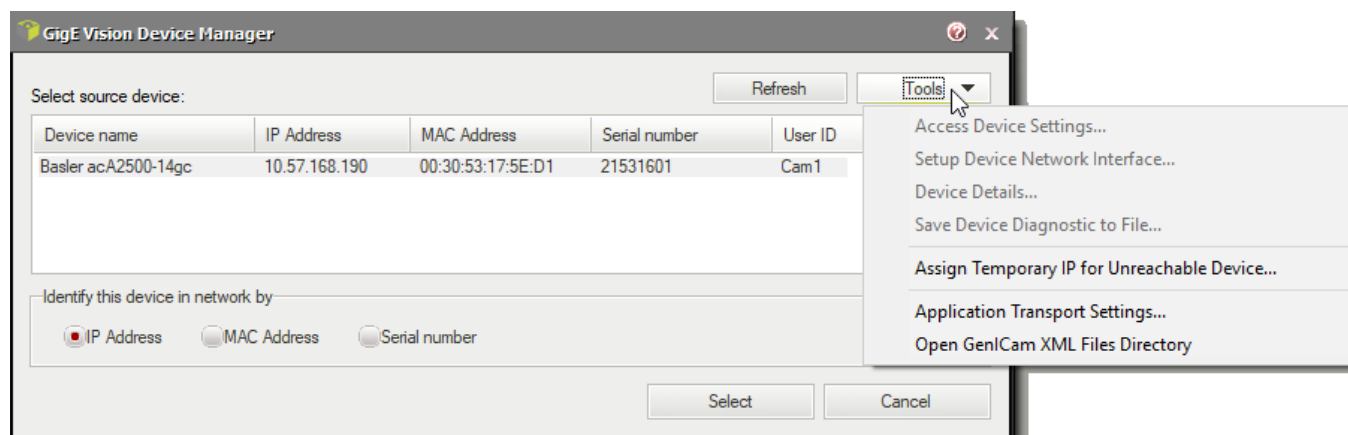 GigE Vision Device Manager
Select source device:
Refresh
Tools
Device name IP Address MAC Address Serial number User ID
Basler acA2500-14gc 10.57.168.190 00:30:53:17:5E:D1 21531601 Cam1
Access Device Settings...
Setup Device Network Interface...
Device Details...
Save Device Diagnostic to File...
Assign Temporary IP for Unreachable Device...
Application Transport Settings...
Open GenICam XML Files Directory
Identify this device in network by
IP Address MAC Address Serial number
Select Cancel